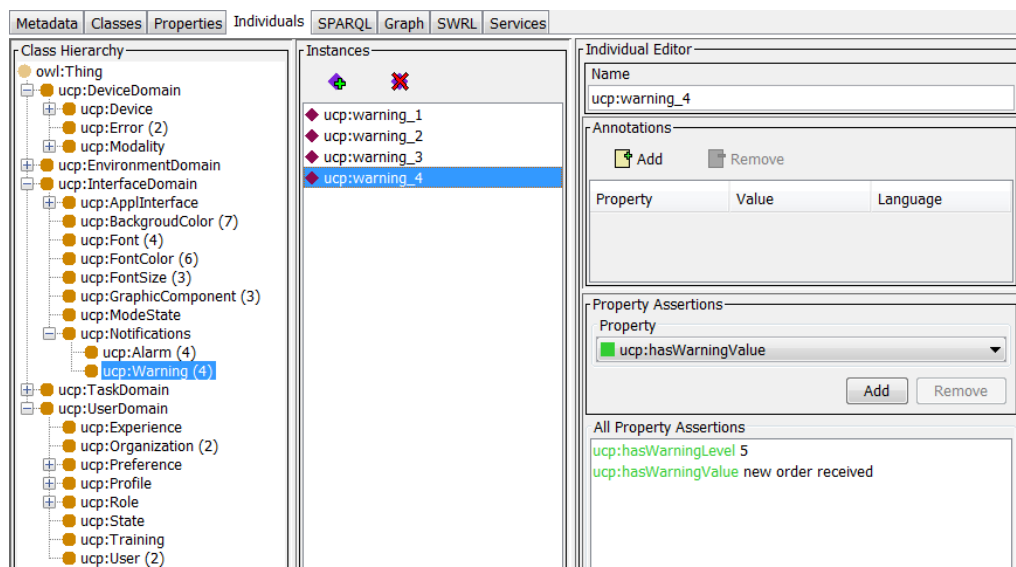 Metadata Classes Properties Individuals SPARQL Graph SWRL Services
Class Hierarchy
owl:Thing
ucp:DeviceDomain
ucp:Device
ucp:Error (2)
ucp:Modality
ucp:EnvironmentDomain
ucp:InterfaceDomain
ucp:ApplInterface
ucp:BackgroudColor (7)
ucp:Font (4)
ucp:FontColor (6)
ucp:FontSize (3)
ucp:GraphicComponent (3)
ucp:ModeState
ucp:Notifications
ucp:Alarm (4)
ucp:Warning (4)
ucp:TaskDomain
ucp:UserDomain
ucp:Experience
ucp:Organization (2)
ucp:Preference
ucp:Profile
ucp:Role
ucp:State
ucp:Training
ucp:User (2)
Instances
ucp:warning_1
ucp:warning_2
ucp:warning_3
ucp:warning_4
Individual Editor
Name
ucp:warning_4
Annotations
Add Remove
Property Value Language
Property Assertions
Property
ucp:hasWarningValue
Add Remove
All Property Assertions
ucp:hasWarningLevel 5
ucp:hasWarningValue new order received